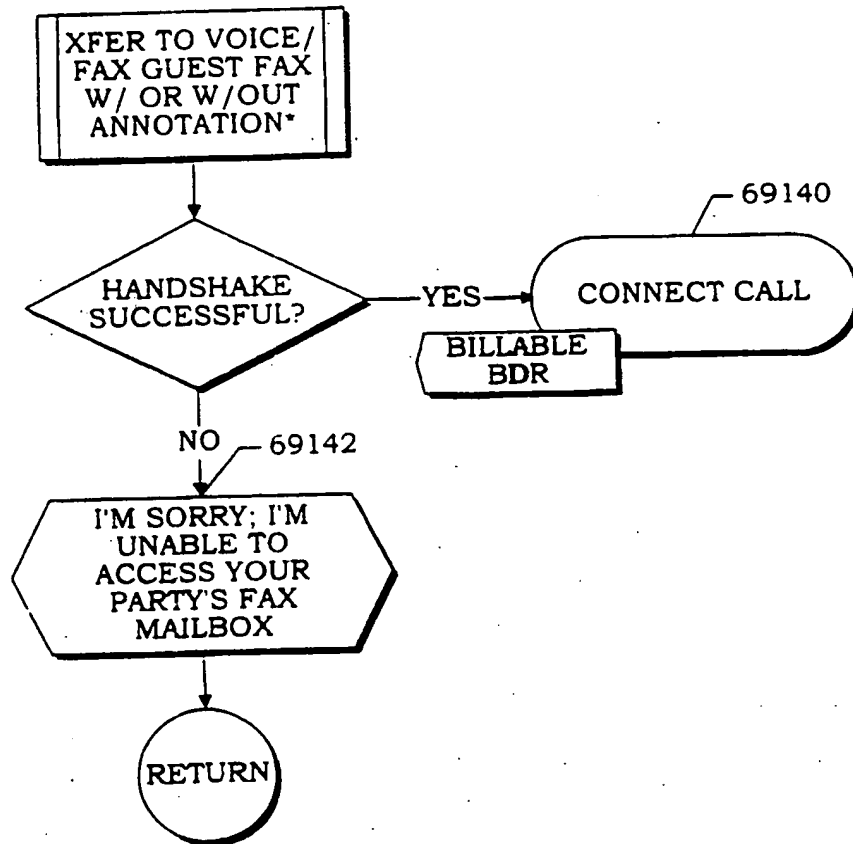 XFER TO VOICE/
FAX GUEST FAX
W/ OR W/OUT
ANNOTATION*
69140
HANDSHAKE
SUCCESSFUL?
YES
CONNECT CALL
BILLABLE
BDR
NO
69142
I'M SORRY; I'M
UNABLE TO
ACCESS YOUR
PARTY'S FAX
MAILBOX
RETURN